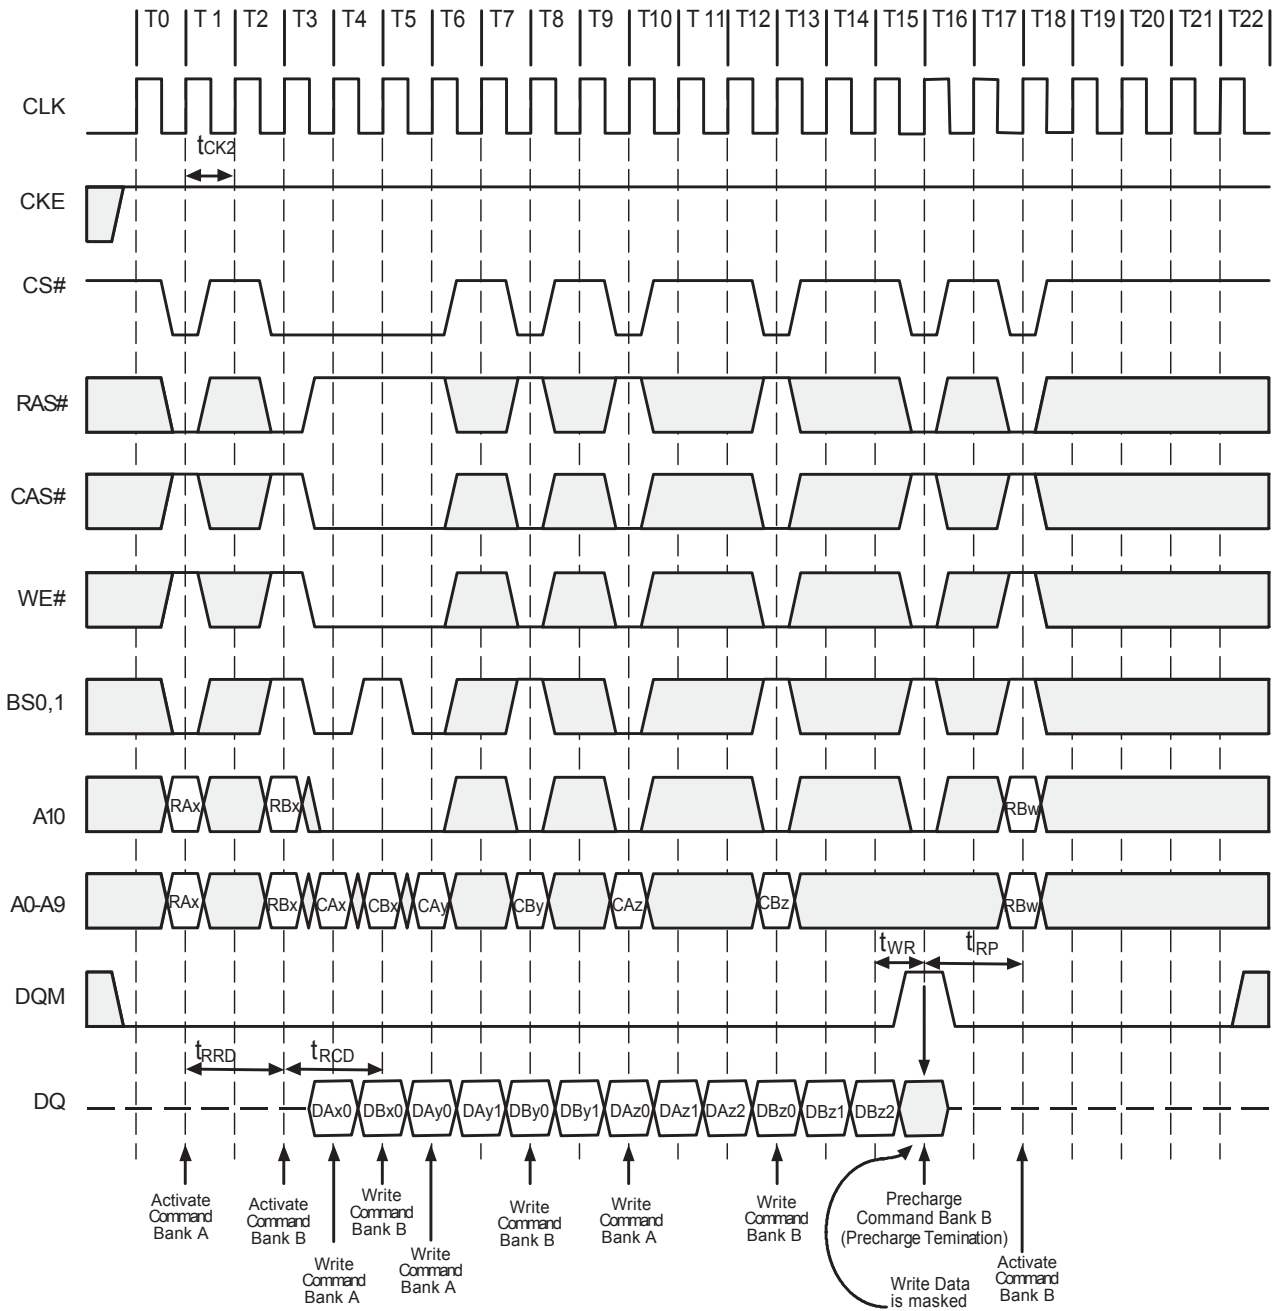 T0 T 1 T2 T3 T4 T5 T6 T7 T8 T9 T10 T 11 T12 T13 T14 T15 T16 T17 T18 T19 T20 T21 T22
CLK
tCK2
CKE
CS#
RAS#
CAS#
WE#
BS0,1
A10
RAx RBx RBw
A0-A9
RAx RBx CAx CBx CAy CBy CAz CBz RBw
tWR tRP
DQM
tRRD tRCD
DQ
DAx0 DBx0 DAy0 DAy1 DBy0 DBy1 DAz0 DAz1 DAz2 DBz0 DBz1 DBz2
Activate
Command
Bank A
Activate
Command
Bank B
Write
Command
Bank A
Write
Command
Bank B
Write
Command
Bank A
Write
Command
Bank B
Write
Command
Bank A
Write
Command
Bank B
Precharge
Command Bank B
(Precharge Temination)
Write Data
is masked
Activate
Command
Bank B